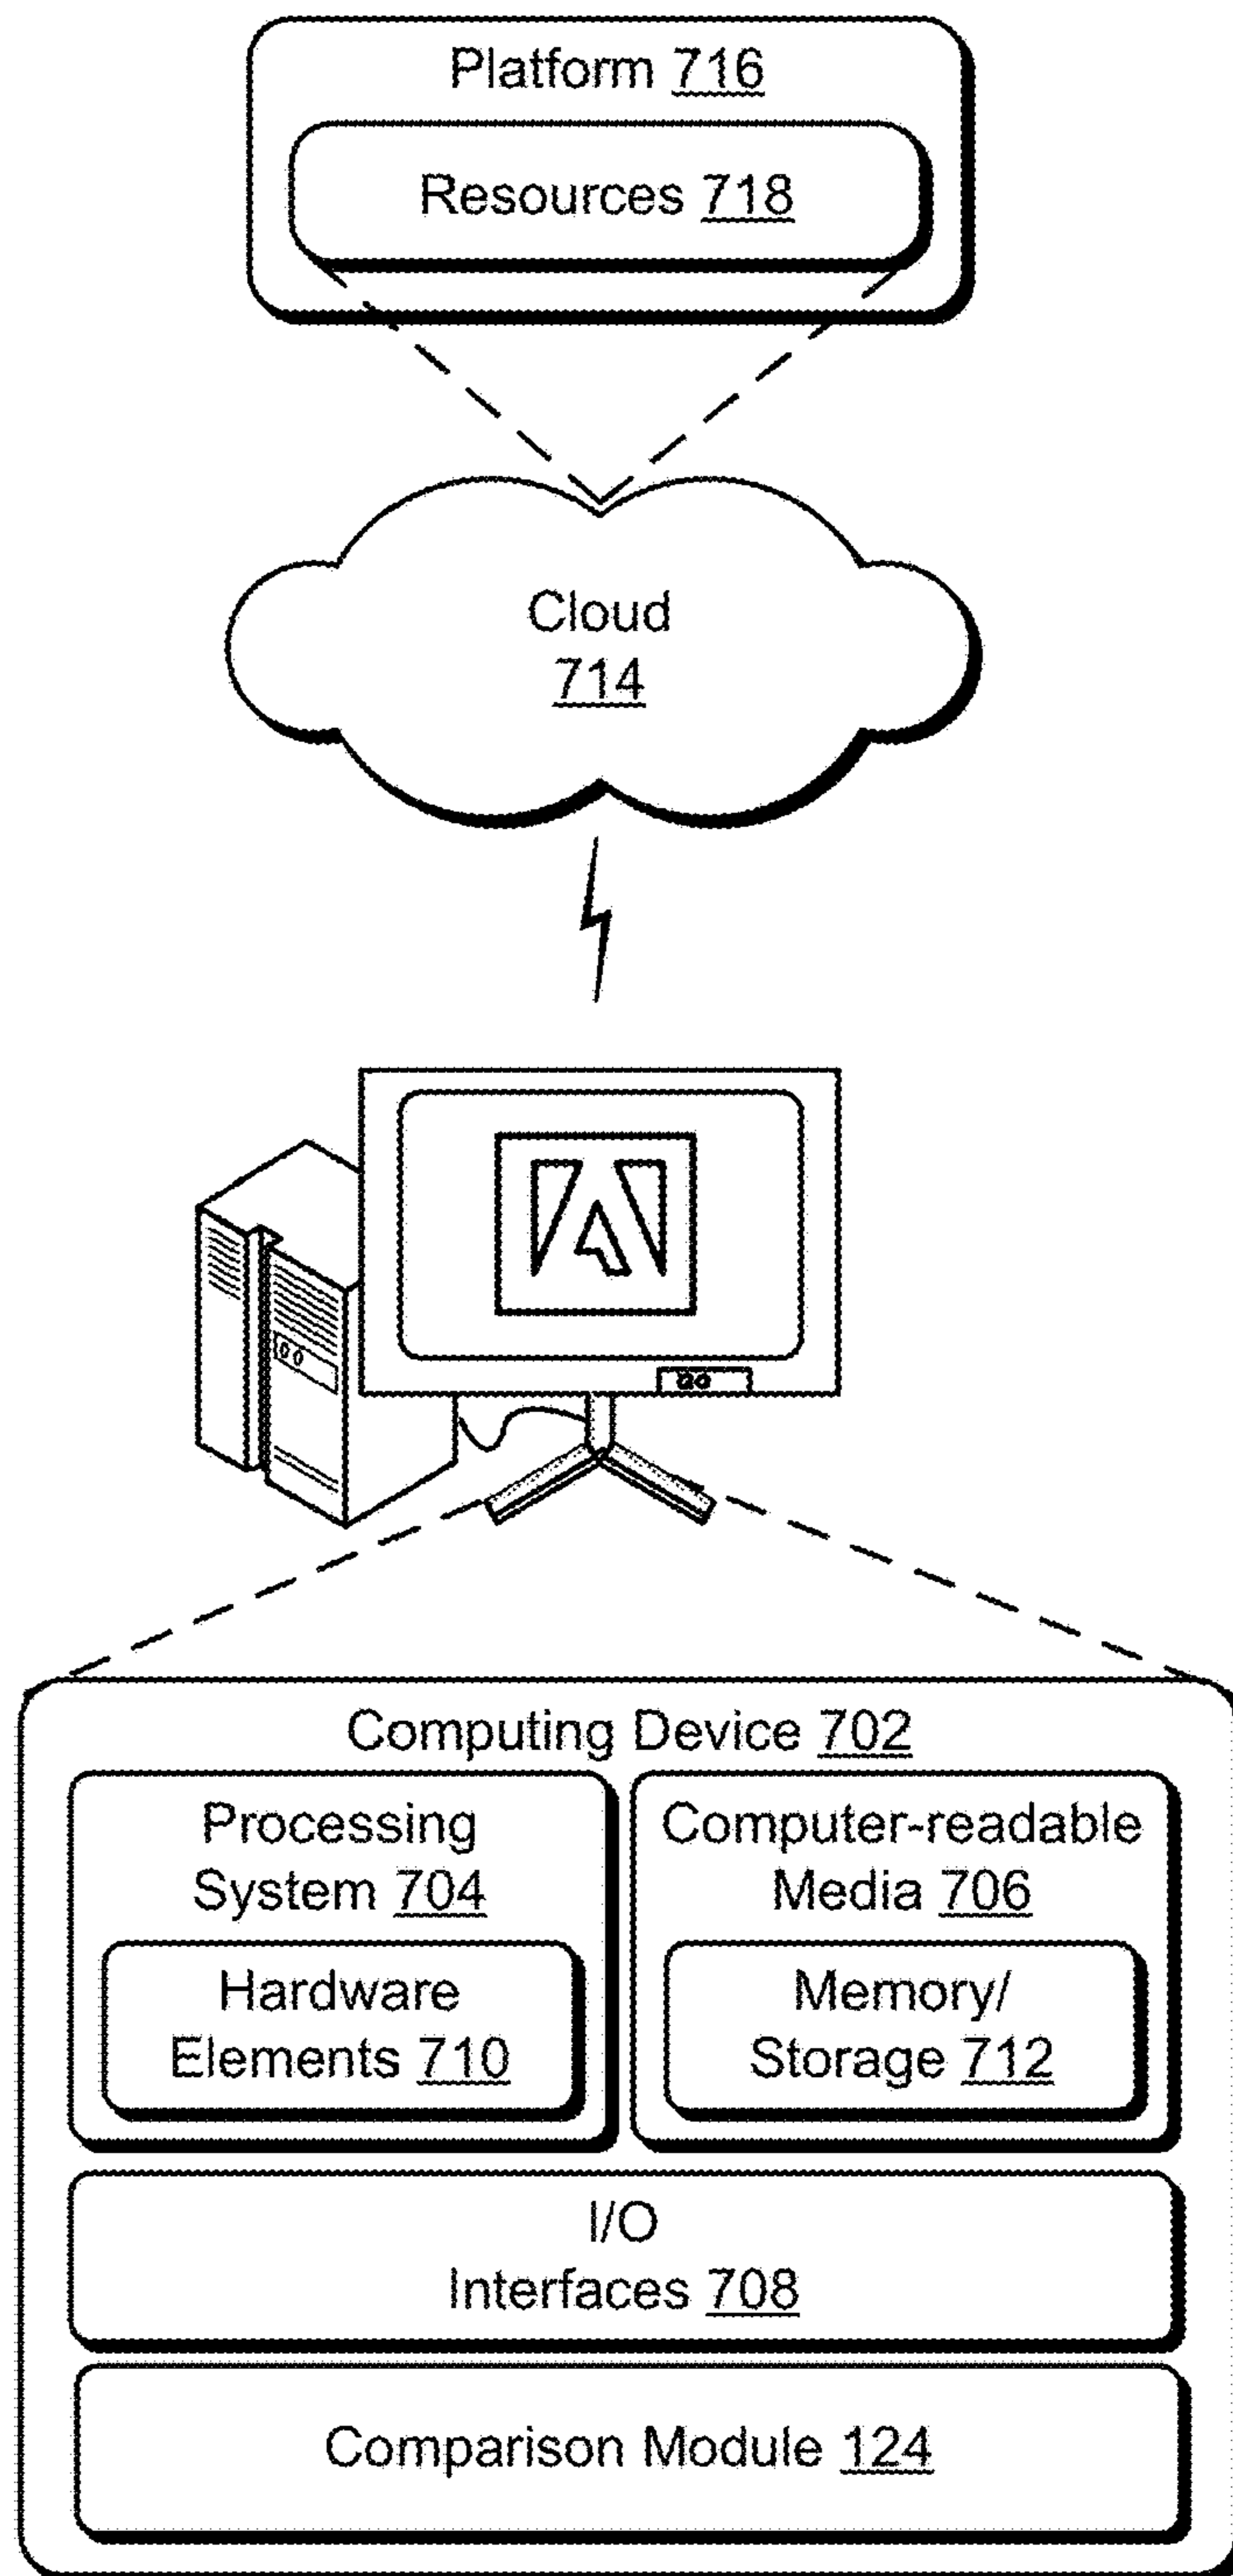 Platform 716
Resources 718
Cloud
714
Computing Device 702
Processing
System 704
Hardware
Elements 710
Computer-readable
Media 706
Memory/
Storage 712
I/O
Interfaces 708
Comparison Module 124